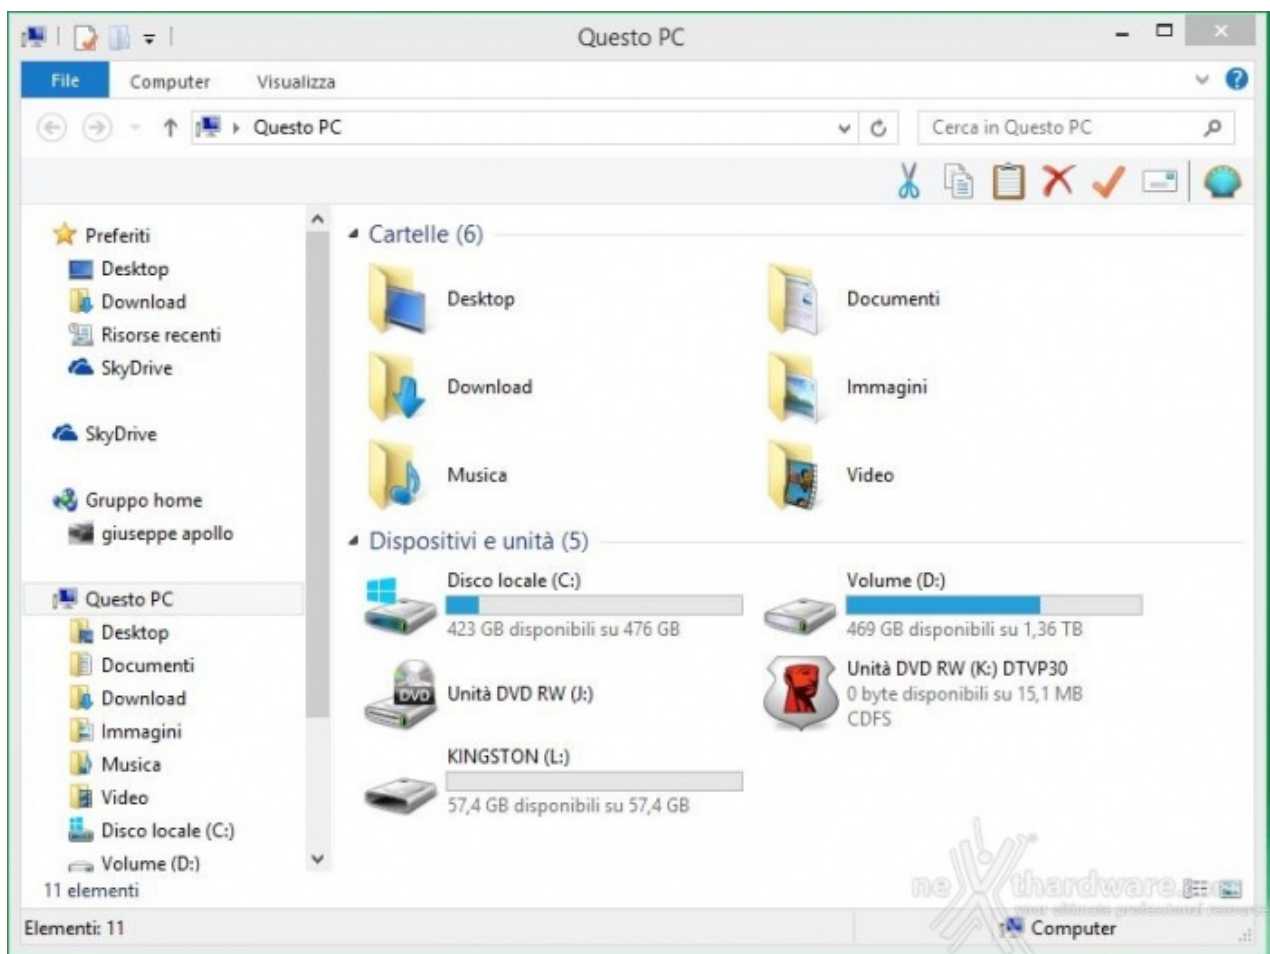 Questo PC
File Computer Visualizza
Questo PC
Cerca in Questo PC
Preferiti
Desktop
Download
Risorse recenti
SkyDrive
SkyDrive
Gruppo home
giuseppe apollo
Questo PC
Desktop
Documenti
Download
Immagini
Musica
Video
Disco locale (C:)
Volume (D:)
Cartelle (6)
Desktop
Documenti
Download
Immagini
Musica
Video
Dispositivi e unità (5)
Disco locale (C:)
423 GB disponibili su 476 GB
Volume (D:)
469 GB disponibili su 1,36 TB
DVD
Unità DVD RW (J:)
Unità DVD RW (K:) DTVP30
0 byte disponibili su 15,1 MB
CDFS
KINGSTON (L:)
57,4 GB disponibili su 57,4 GB
11 elementi
Elementi: 11
Computer
neXthardware
your ultimate professional resource